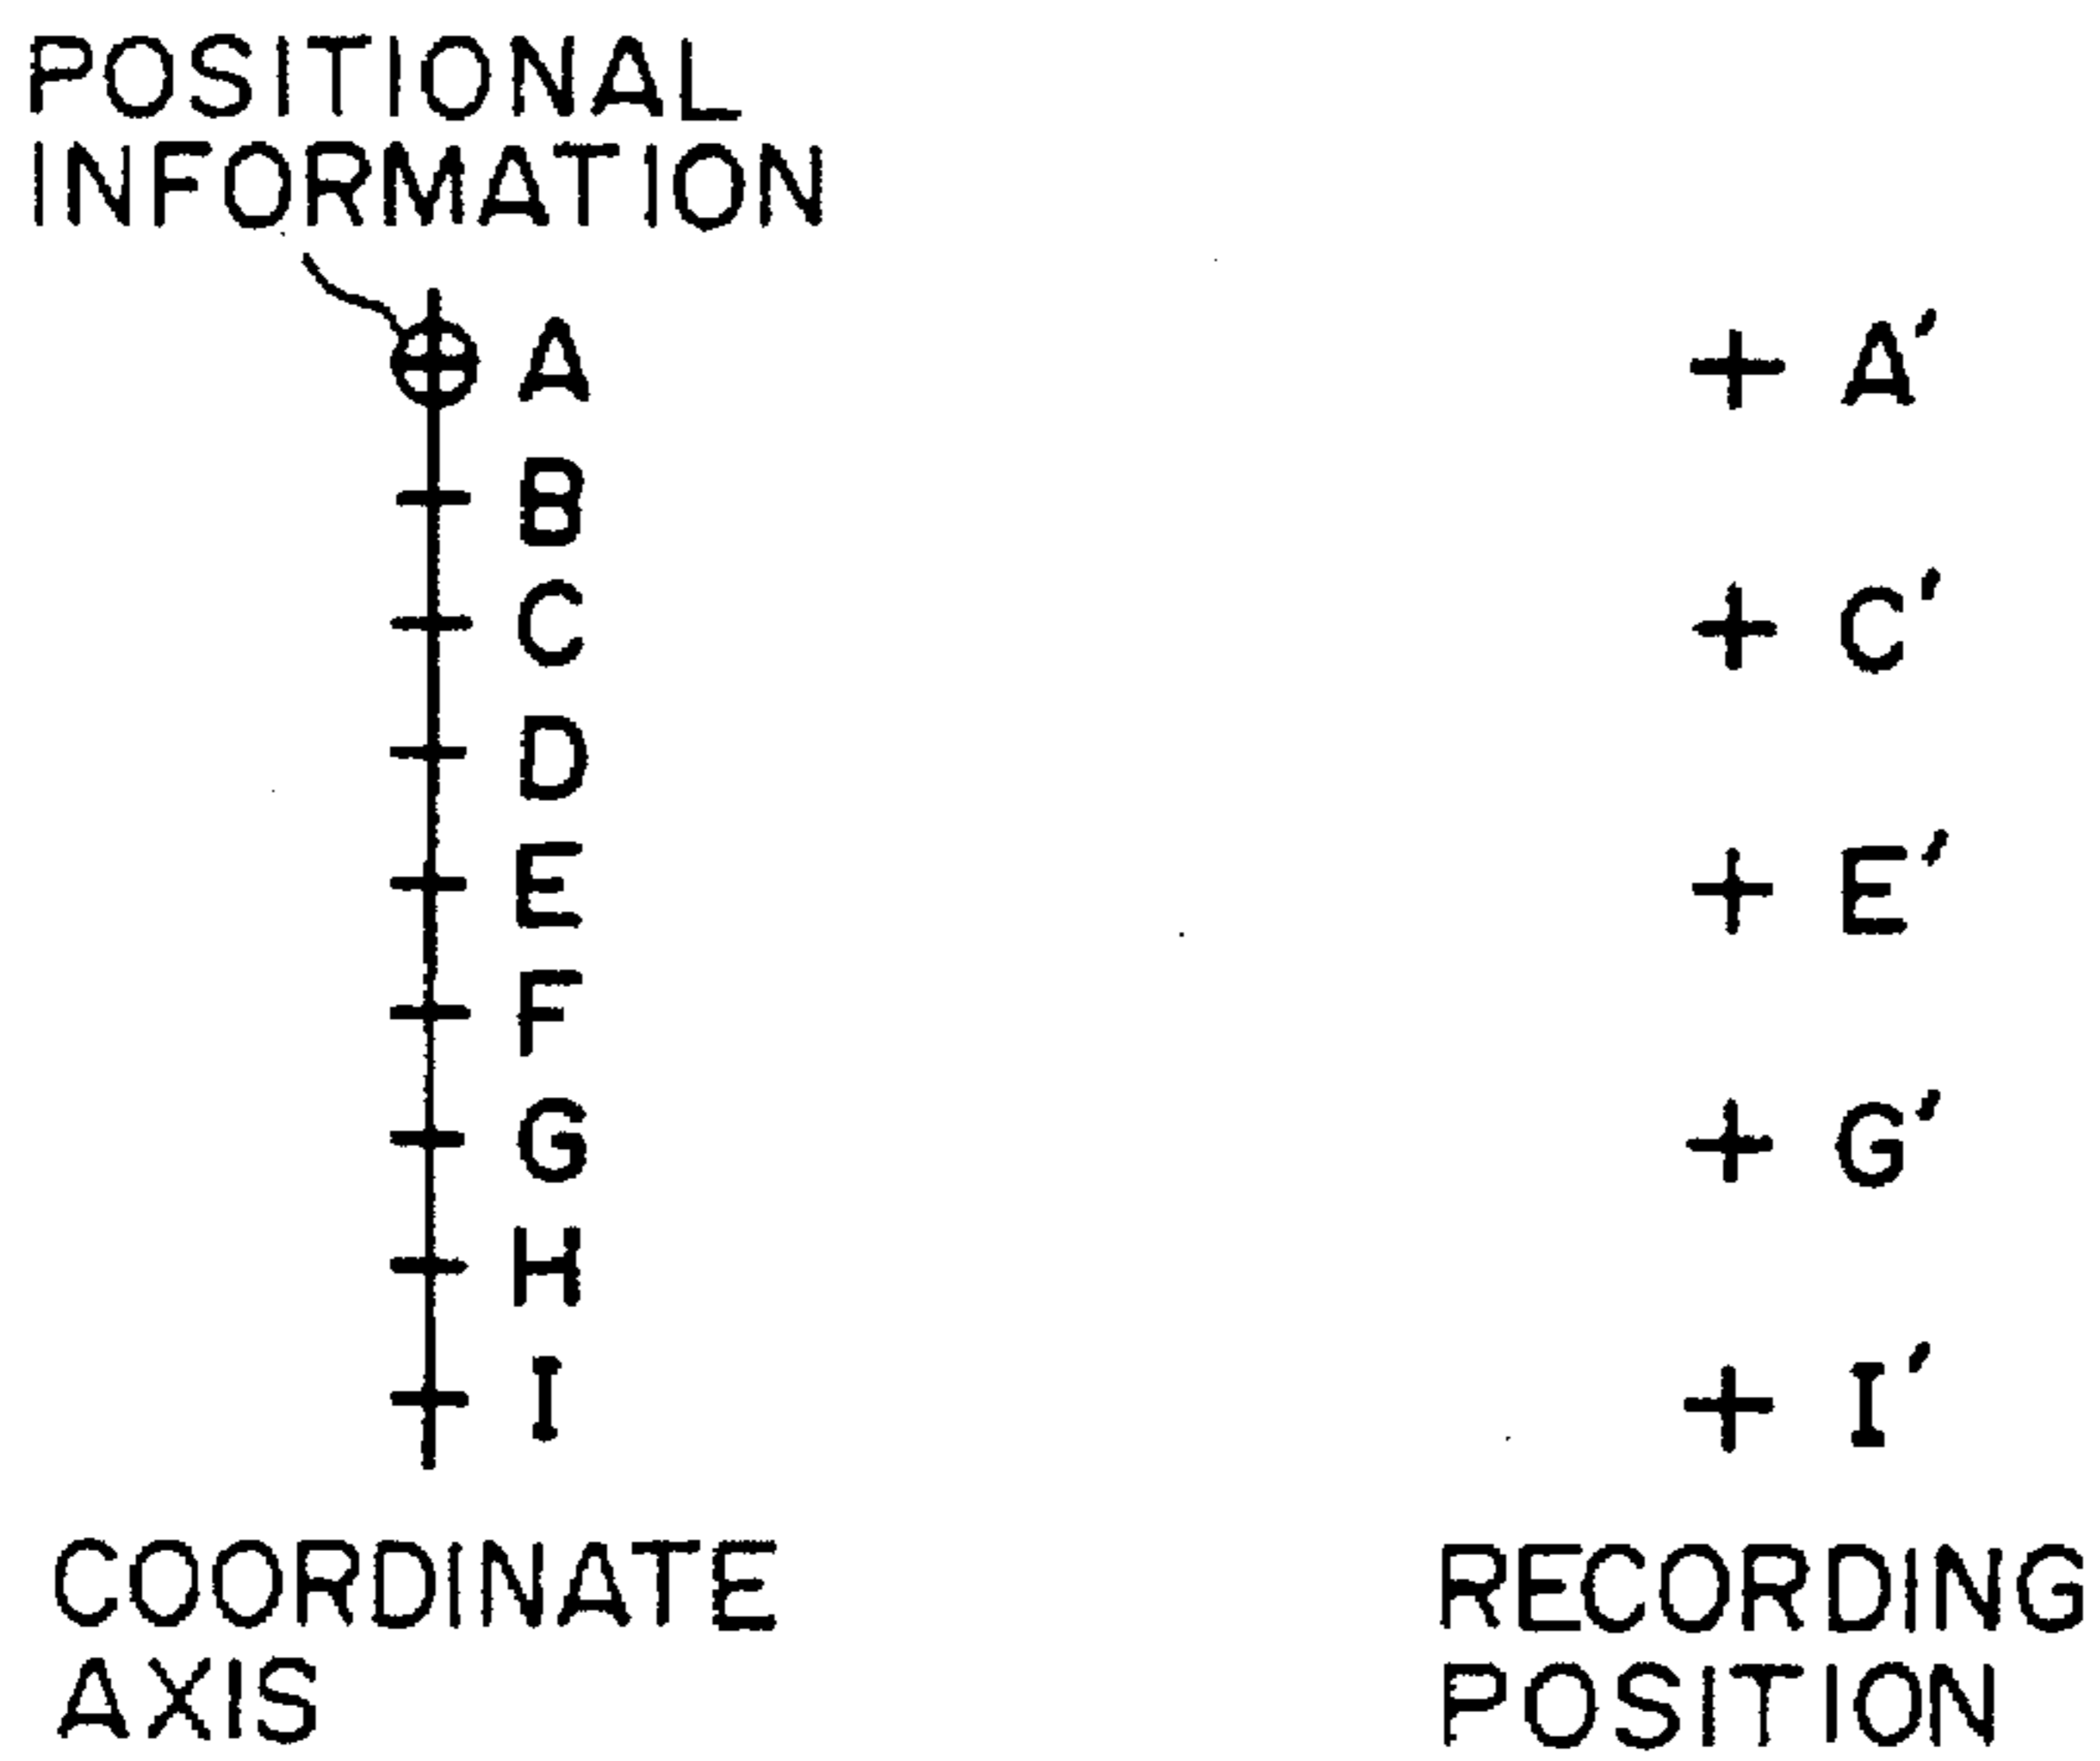 POSITIONAL
INFORMATION
A A′
B
C C′
D
E E′
F
G G′
H
I I′
COORDINATE RECORDING
AXIS POSITION